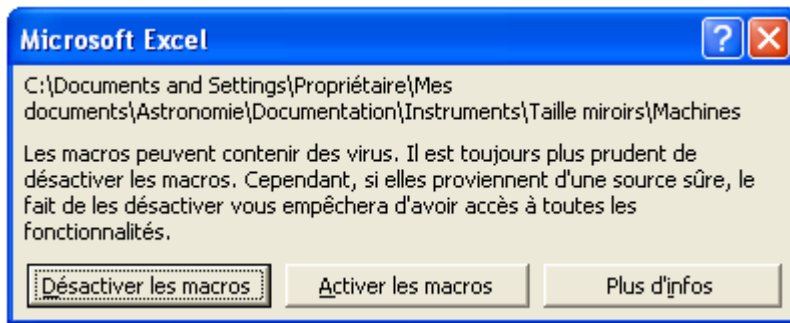 Microsoft Excel
C:\Documents and Settings\Propriétaire\Mes
documents\Astronomie\Documentation\Instruments\Taille miroirs\Machines
Les macros peuvent contenir des virus. Il est toujours plus prudent de
désactiver les macros. Cependant, si elles proviennent d'une source sûre, le
fait de les désactiver vous empêchera d'avoir accès à toutes les
fonctionnalités.
Désactiver les macros Activer les macros Plus d'infos